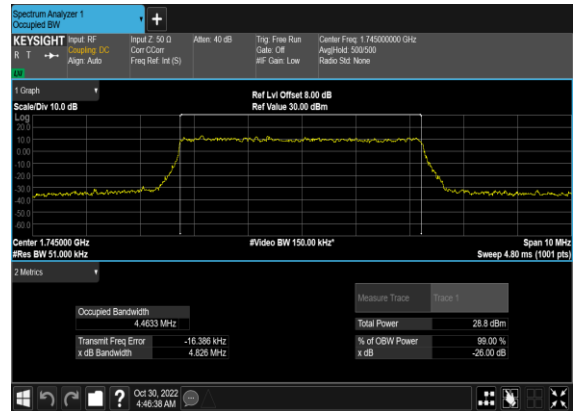 Spectrum Analyzer 1
Occupied BW
+
KEYSIGHT Input: RF Input Z: 50 Ω Atten: 40 dB Trig: Free Run Center Freq: 1.745000000 GHz
R T Coupling: DC Corr CCorr Gate: Off Avg|Hold: 500/500
Align: Auto Freq Ref: Int (S) #IF Gain: Low Radio Std: None
LW
1 Graph
Ref Lvl Offset 8.00 dB
Scale/Div 10.0 dB Ref Value 30.00 dBm
Log
20.0
10.0
0.00
-10.0
-20.0
-30.0
-40.0
-50.0
-60.0
Center 1.745000 GHz #Video BW 150.00 kHz* Span 10 MHz
#Res BW 51.000 kHz Sweep 4.80 ms (1001 pts)
2 Metrics
Measure Trace Trace 1
Occupied Bandwidth
4.4633 MHz Total Power 28.8 dBm
Transmit Freq Error -16.386 kHz % of OBW Power 99.00 %
x dB Bandwidth 4.826 MHz x dB -26.00 dB
? Oct 30, 2022
4:46:38 AM